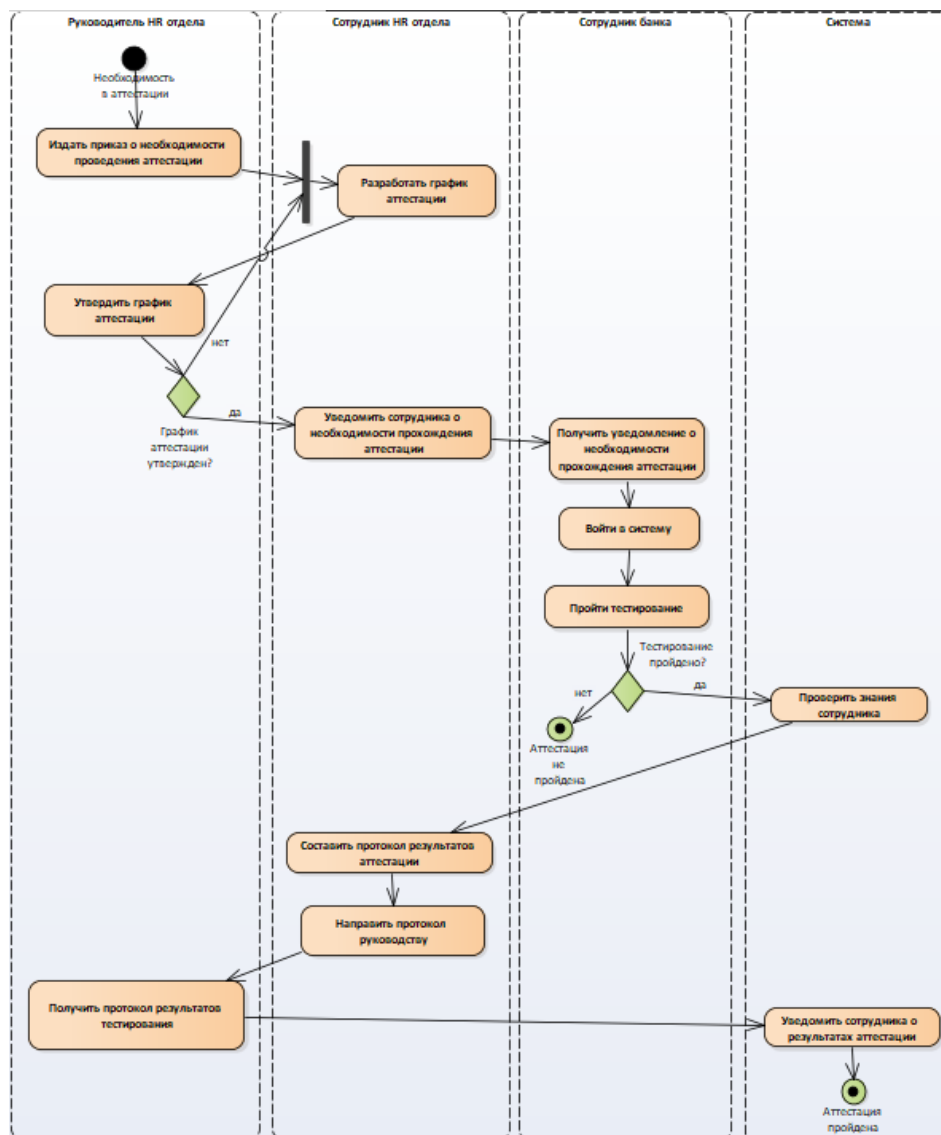 Руководитель HR отдела
Сотрудник HR отдела
Сотрудник банка
Система
Необходимость
в аттестации
Издать приказ о необходимости
проведения аттестации
Разработать график
аттестации
Утвердить график
аттестации
нет
да
График
аттестации
утвержден?
Уведомить сотрудника о
необходимости прохождения
аттестации
Получить уведомление о
необходимости
прохождения аттестации
Войти в систему
Пройти тестирование
Тестирование
пройдено?
нет
да
Проверить знания
сотрудника
Аттестация
не
пройдена
Составить протокол результатов
аттестации
Направить протокол
руководству
Получить протокол результатов
тестирования
Уведомить сотрудника о
результатах аттестации
Аттестация
пройдена